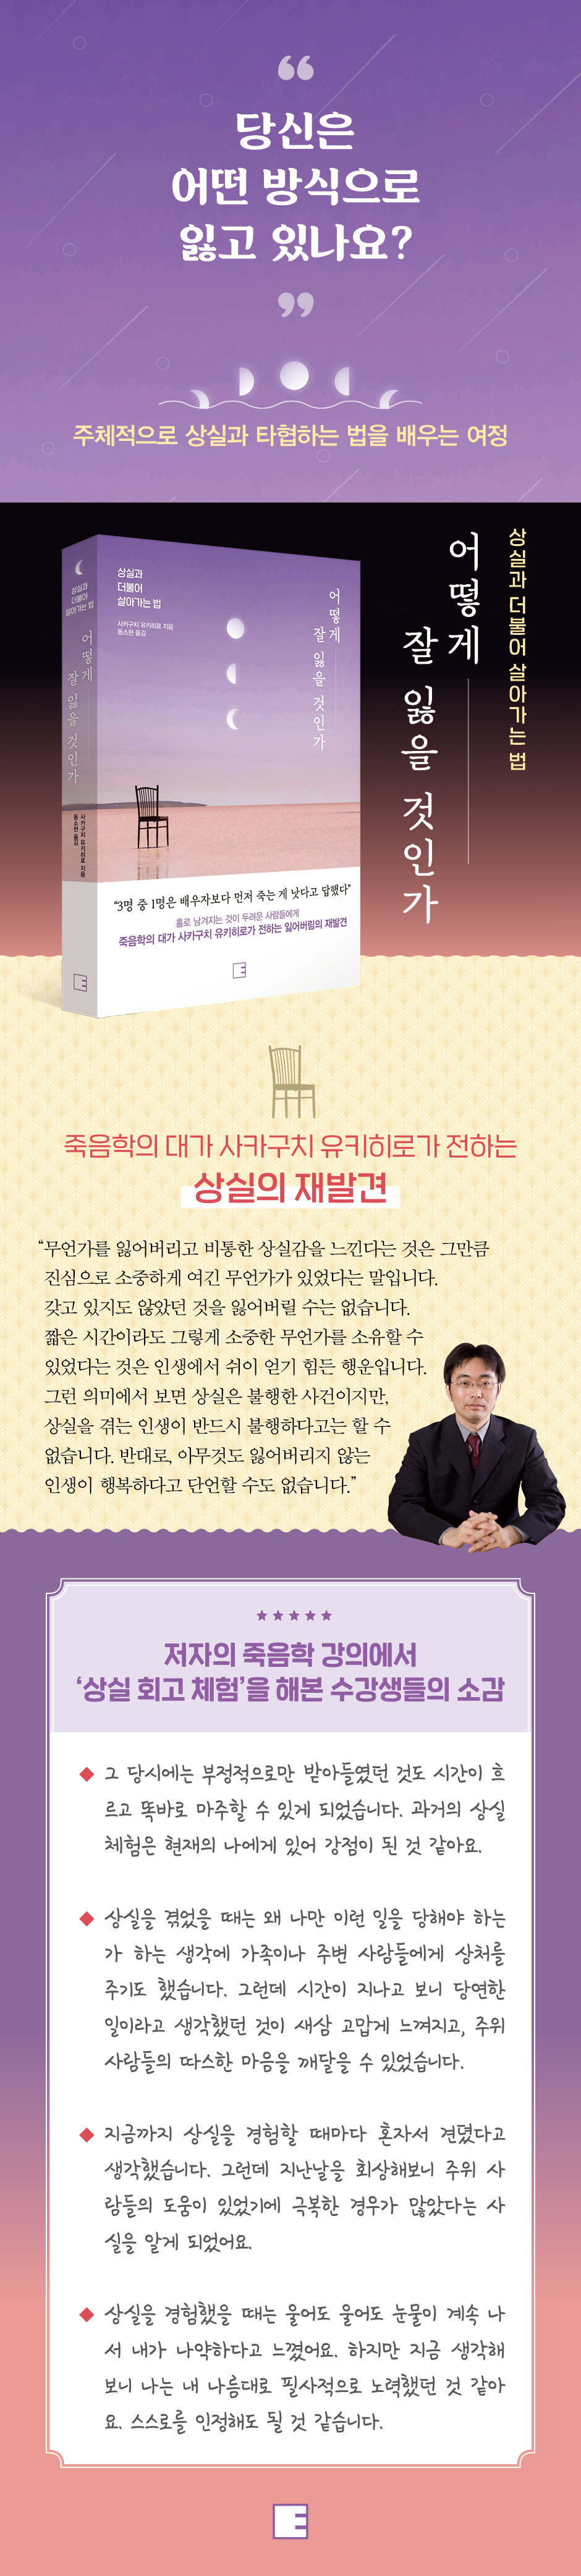 “
당신은
어떤 방식으로
잃고 있나요?
”
주체적으로 상실과 타협하는 법을 배우는 여정
상실과 더불어 살아가는 법
어떻게
잘 잃을 것인가
상실과
더불어
살아가는 법
어떻게
잘 잃을 것인가
사카구치 유키히로 지음
동소현 옮김
상실과
더불어
살아가는 법
사카구치 유키히로 지음
동소현 옮김
어떻게
잘 잃을 것인가
“3명 중 1명은 배우자보다 먼저 죽는 게 낫다고 답했다”
홀로 남겨지는 것이 두려운 사람들에게
죽음학의 대가 사카구치 유키히로가 전하는 잃어버림의 재발견
죽음학의 대가 사카구치 유키히로가 전하는
상실의 재발견
“무언가를 잃어버리고 비통한 상실감을 느낀다는 것은 그만큼
진심으로 소중하게 여긴 무언가가 있었다는 말입니다.
갖고 있지도 않았던 것을 잃어버릴 수는 없습니다.
짧은 시간이라도 그렇게 소중한 무언가를 소유할 수
있었다는 것은 인생에서 쉬이 얻기 힘든 행운입니다.
그런 의미에서 보면 상실은 불행한 사건이지만,
상실을 겪는 인생이 반드시 불행하다고는 할 수
없습니다. 반대로, 아무것도 잃어버리지 않는
인생이 행복하다고 단언할 수도 없습니다.”
저자의 죽음학 강의에서
‘상실 회고 체험’을 해본 수강생들의 소감
그 당시에는 부정적으로만 받아들였던 것도 시간이 흐
르고 똑바로 마주할 수 있게 되었습니다. 과거의 상실
체험은 현재의 나에게 있어 강점이 된 것 같아요.
상실을 겪었을 때는 왜 나만 이런 일을 당해야 하는
가 하는 생각에 가족이나 주변 사람들에게 상처를
주기도 했습니다. 그런데 시간이 지나고 보니 당연한
일이라고 생각했던 것이 새삼 고맙게 느껴지고, 주위
사람들의 따스한 마음을 깨달을 수 있었습니다.
지금까지 상실을 경험할 때마다 혼자서 견뎠다고
생각했습니다. 그런데 지난날을 회상해보니 주위 사
람들의 도움이 있었기에 극복한 경우가 많았다는 사
실을 알게 되었어요.
상실을 경험했을 때는 울어도 울어도 눈물이 계속 나
서 내가 나약하다고 느꼈어요. 하지만 지금 생각해
보니 나는 내 나름대로 필사적으로 노력했던 것 같아
요. 스스로를 인정해도 될 것 같습니다.